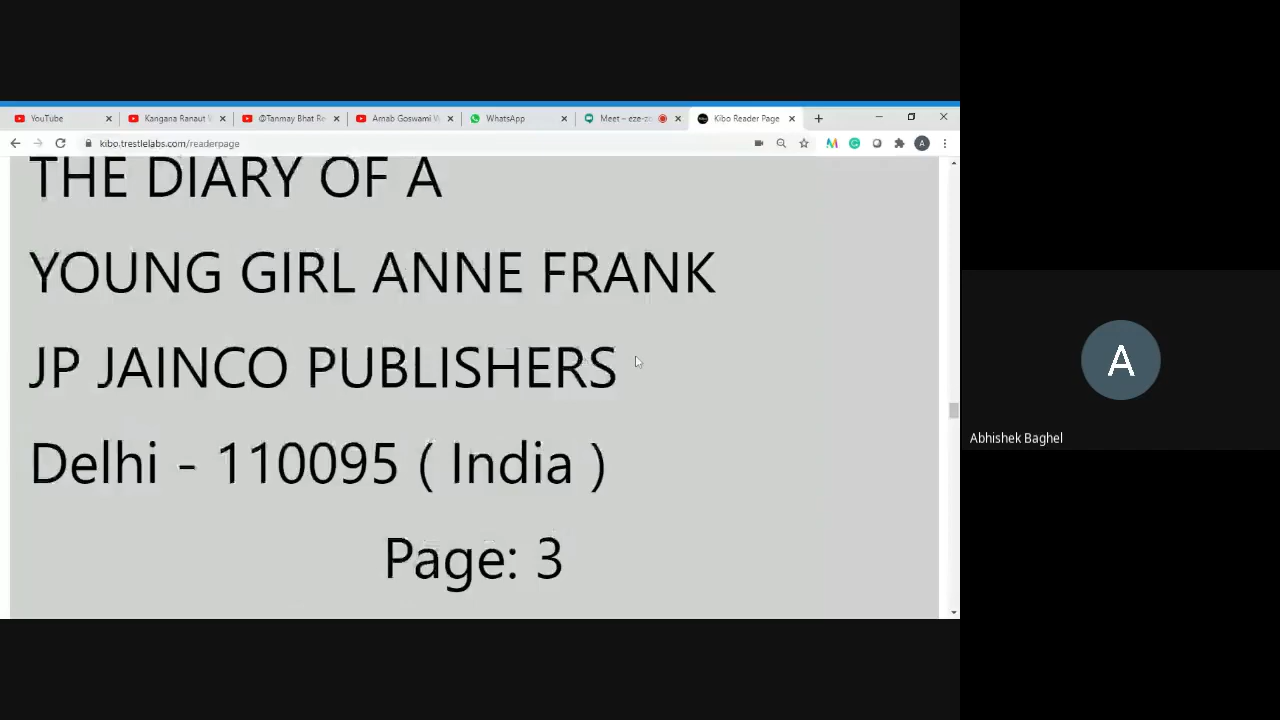 YouTube
Kangana Ranaut
@Tanmay Bhat Re
Arnab Goswami
WhatsApp
Meet – eze-z
Kibo Reader Page
kibo.trestlelabs.com/readerpage
A
THE DIARY OF A
YOUNG GIRL ANNE FRANK
JP JAINCO PUBLISHERS
Delhi - 110095 ( India )
Page: 3
A
Abhishek Baghel